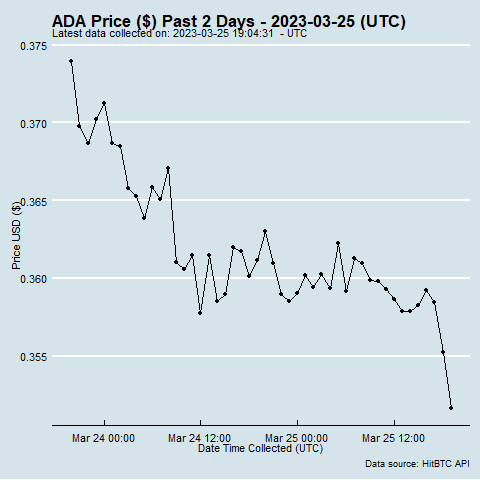 ADA Price ($) Past 2 Days - 2023-03-25 (UTC)
Latest data collected on: 2023-03-25 19:04:31 - UTC
0.375
0.370
0.365
0.360
0.355
Price USD ($)
Mar 24 00:00 Mar 24 12:00 Mar 25 00:00 Mar 25 12:00
Date Time Collected (UTC)
Data source: HitBTC API